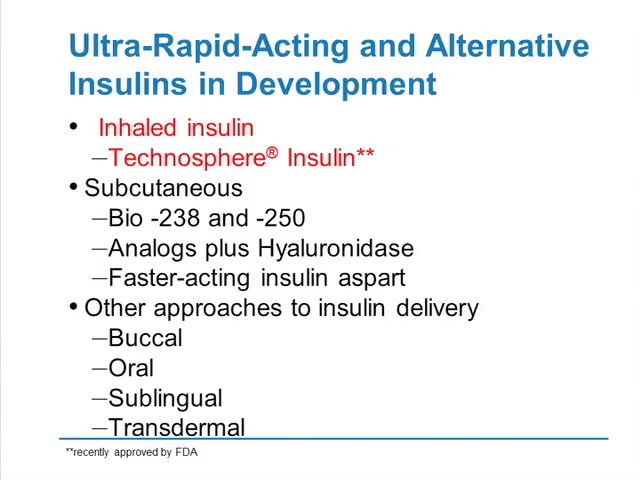 Ultra-Rapid-Acting and Alternative
Insulins in Development
• Inhaled insulin
–Technosphere® Insulin**
• Subcutaneous
–Bio -238 and -250
–Analogs plus Hyaluronidase
–Faster-acting insulin aspart
• Other approaches to insulin delivery
–Buccal
–Oral
–Sublingual
–Transdermal
**recently approved by FDA